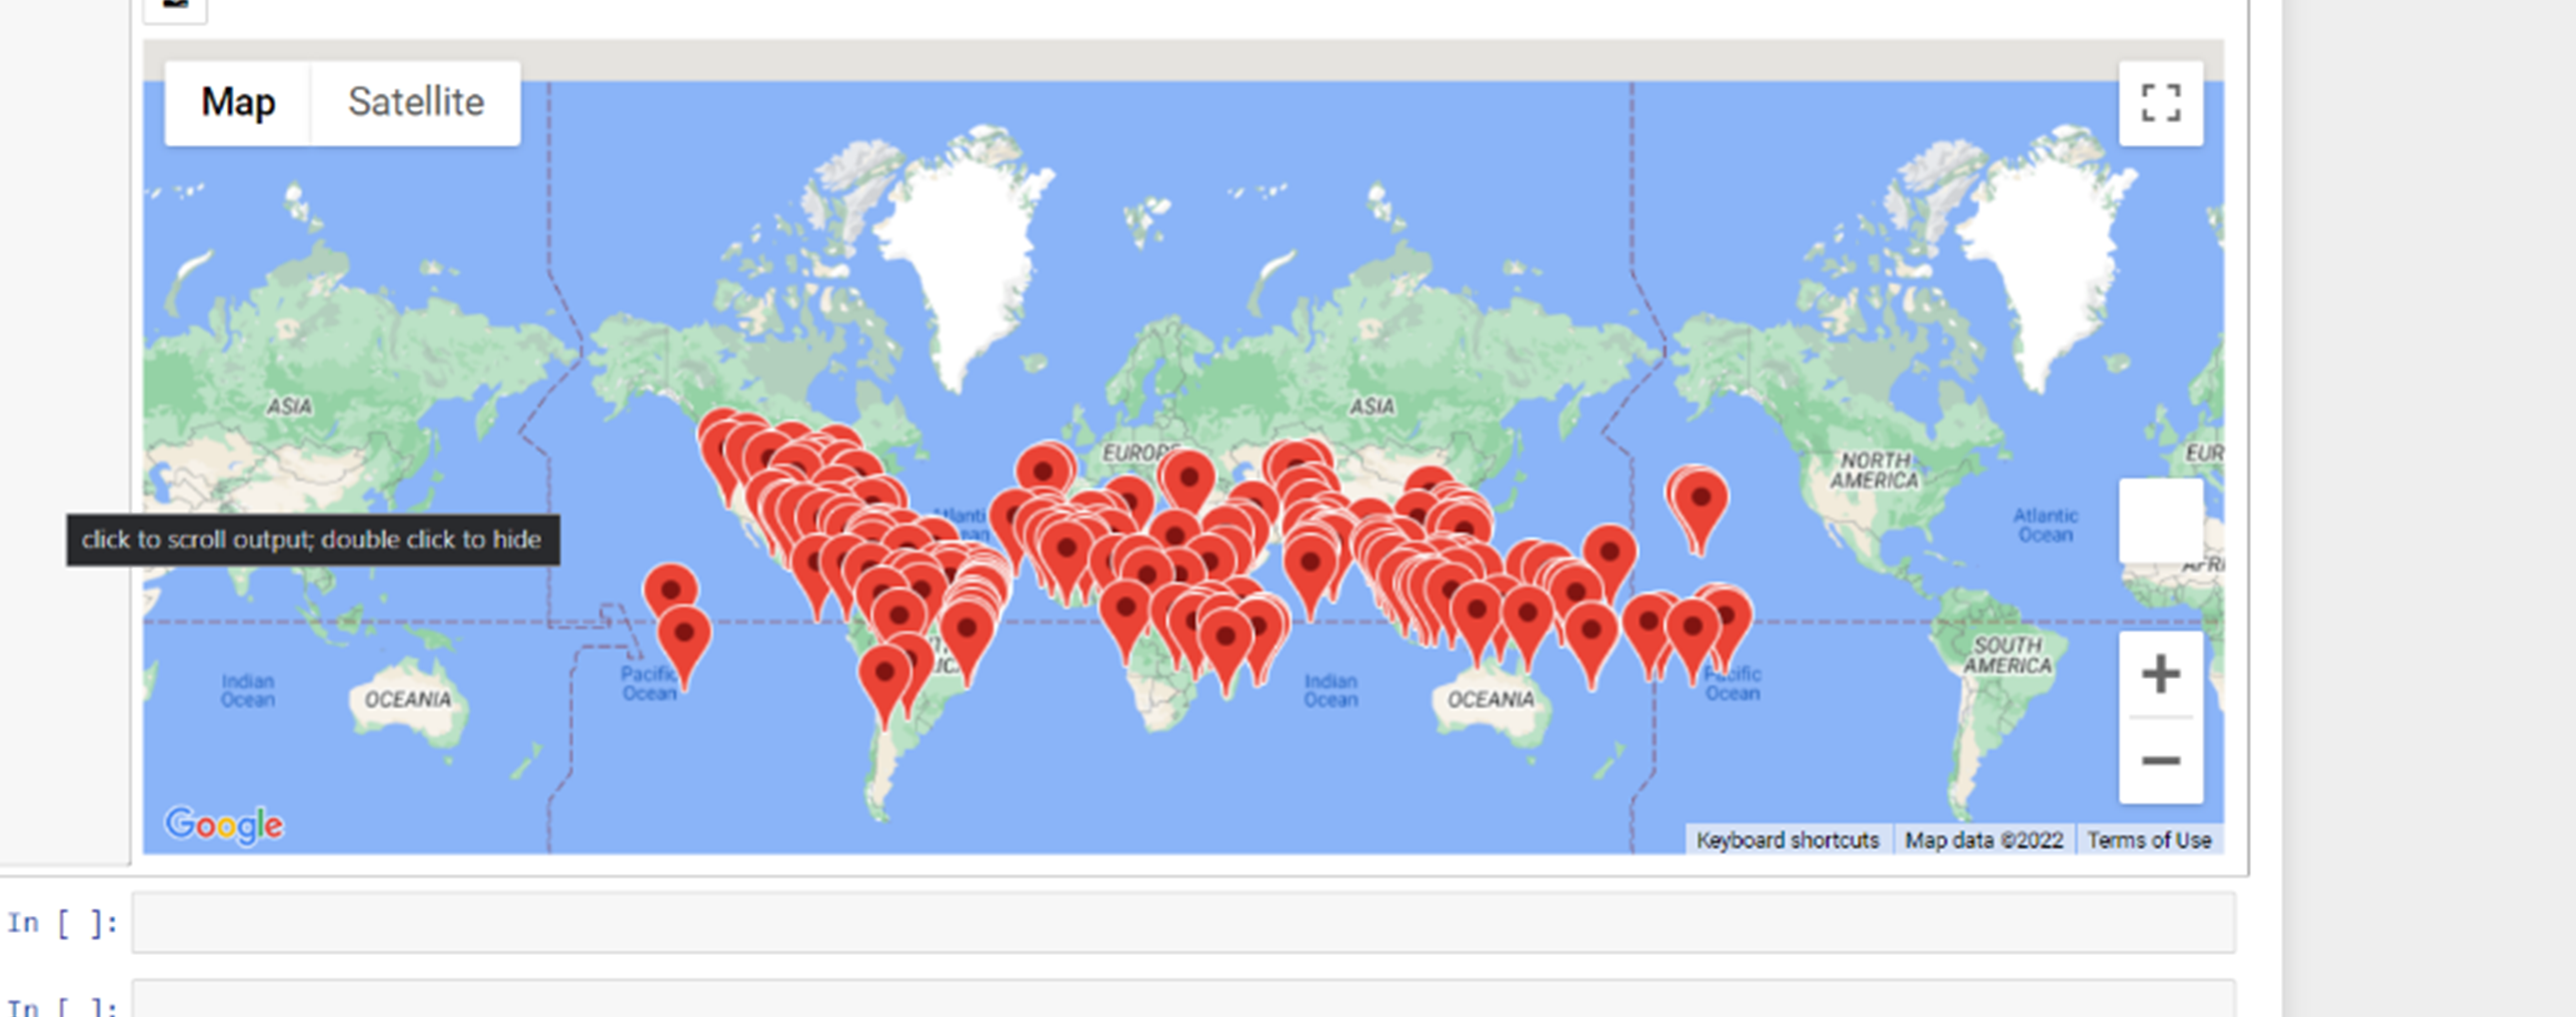 Map
Satellite
ASIA
EUROPE
ASIA
NORTH
AMERICA
EUR
click to scroll output; double click to hide
Atlantic
Ocean
Pacific
Ocean
Indian
Ocean
OCEANIA
Indian
Ocean
OCEANIA
Pacific
Ocean
SOUTH
AMERICA
Google
Keyboard shortcuts
Map data ©2022
Terms of Use
In [ ]:
In [ ]: